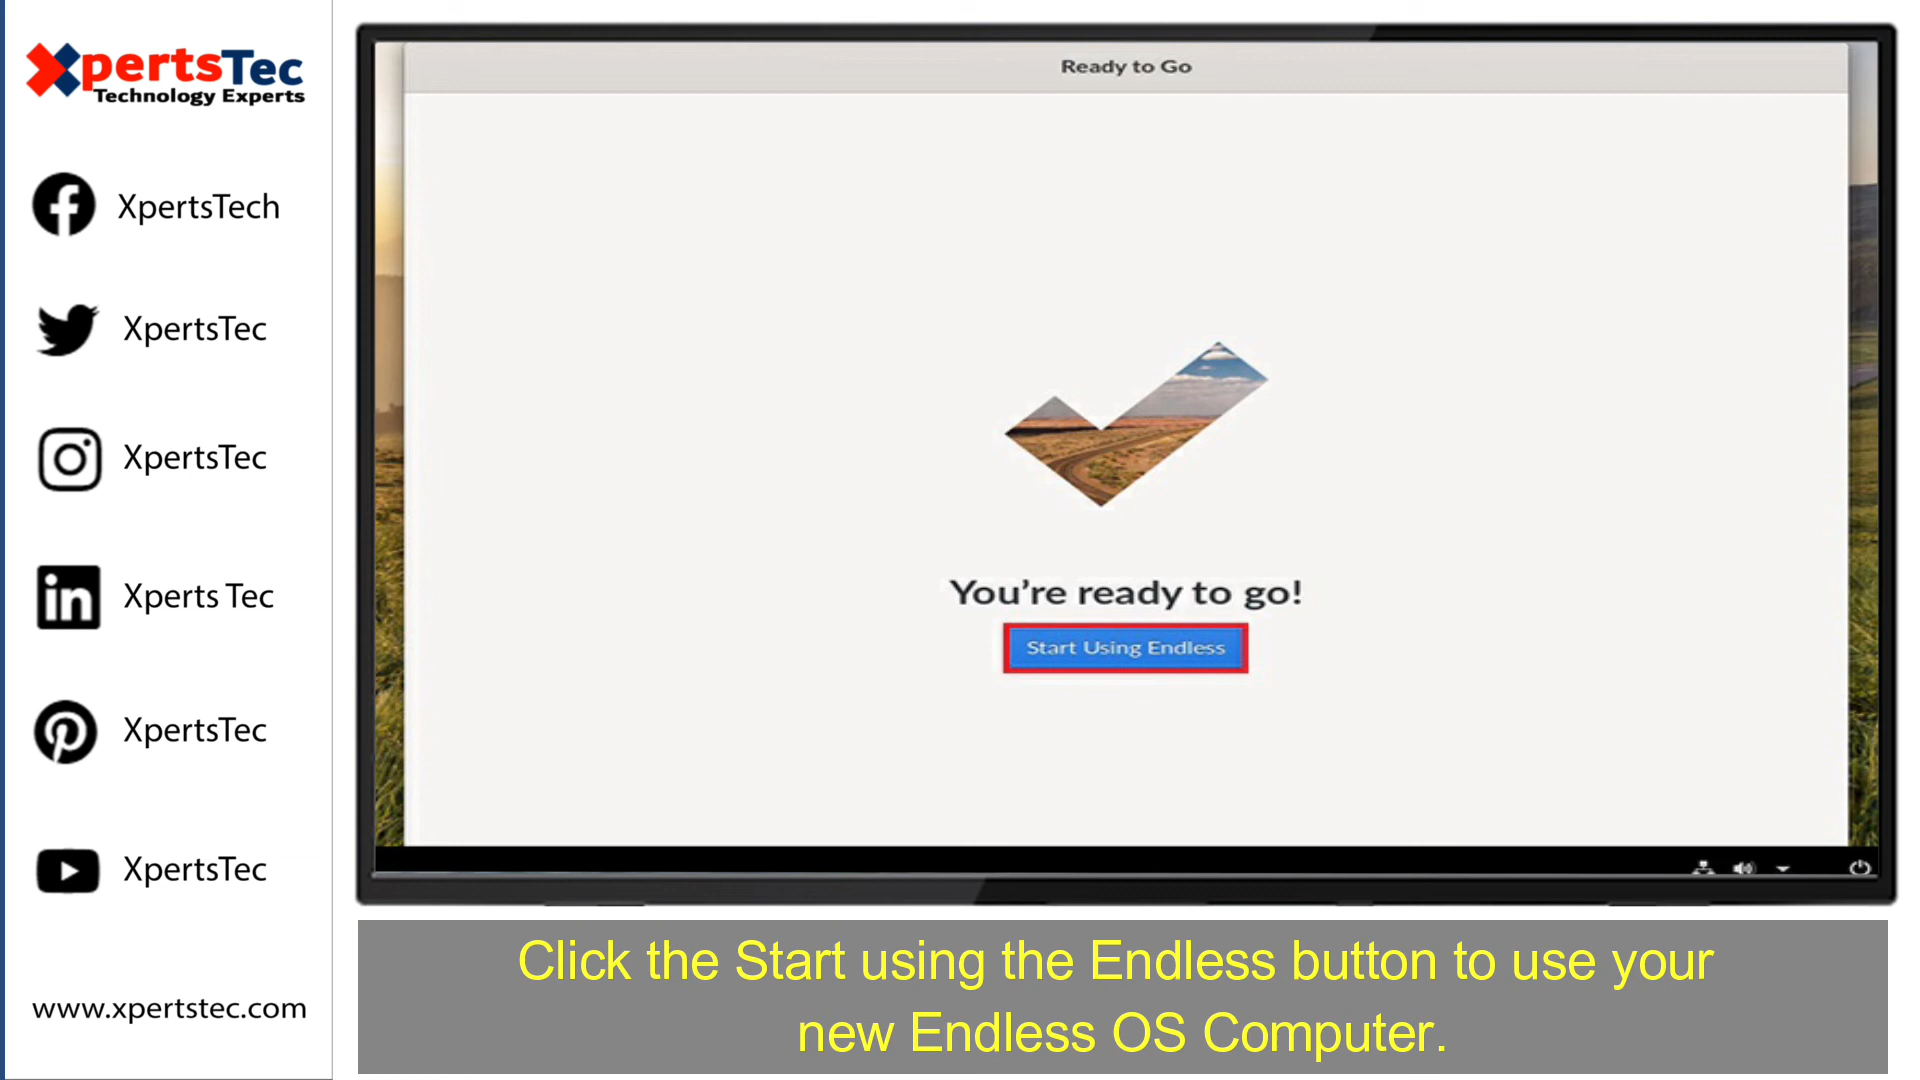 XpertsTec
Technology Experts
XpertsTech
XpertsTec
XpertsTec
Xperts Tec
XpertsTec
XpertsTec
www.xpertstec.com
Ready to Go
You're ready to go!
Start Using Endless
Click the Start using the Endless button to use your
new Endless OS Computer.